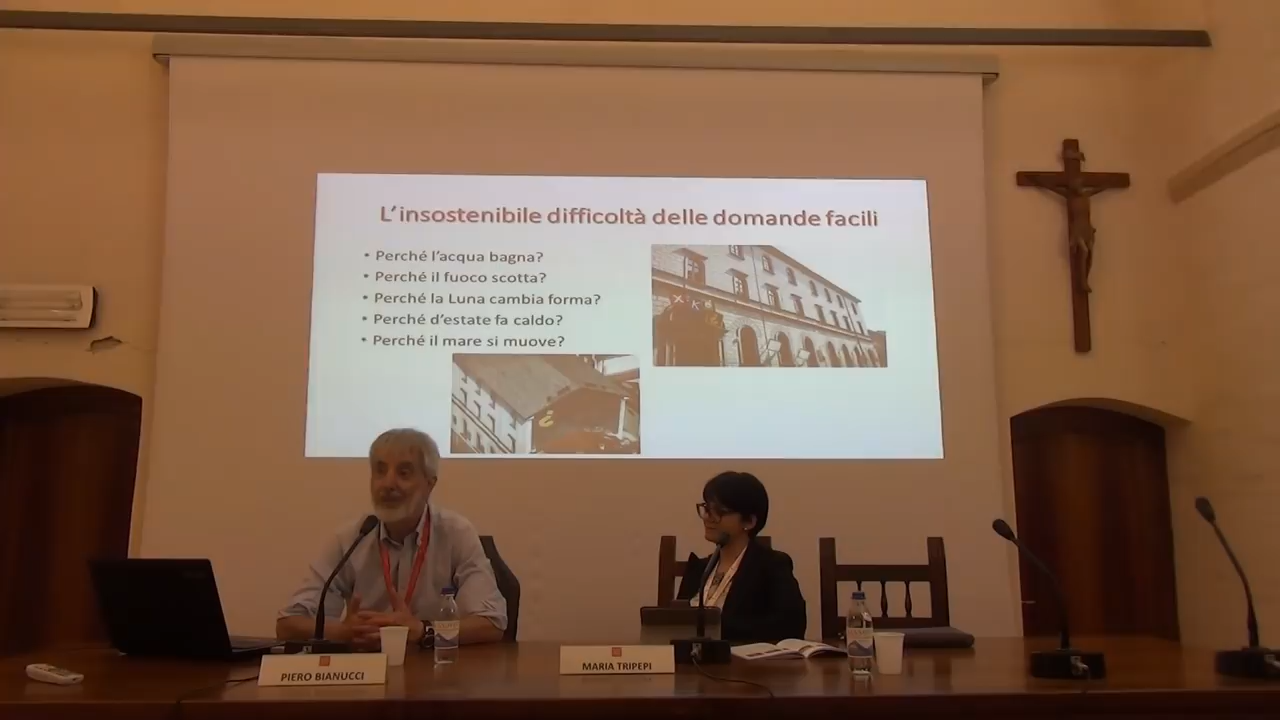 L'insostenibile difficoltà delle domande facili
• Perché l'acqua bagna?
• Perché il fuoco scotta?
• Perché la Luna cambia forma?
• Perché d'estate fa caldo?
• Perché il mare si muove?
PIERO BIANUCCI
MARIA TRIPEPI